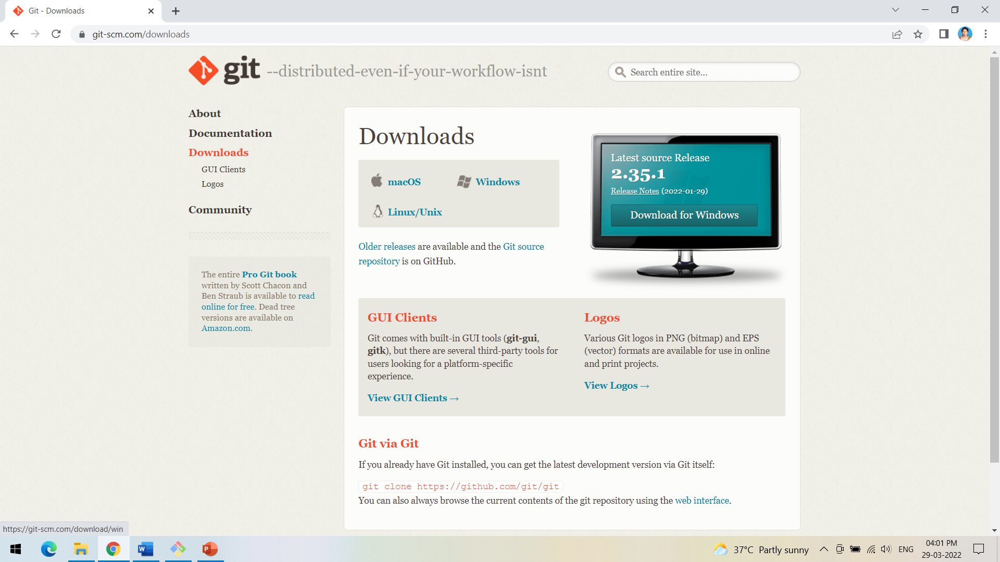 Git - Downloads
git-scm.com/downloads
git --distributed-even-if-your-workflow-isnt
Search entire site...
About
Documentation
Downloads
GUI Clients
Logos
Community
The entire Pro Git book
written by Scott Chacon and
Ben Straub is available to read
online for free. Dead tree
versions are available on
Amazon.com.
Downloads
macOS
Windows
Linux/Unix
Older releases are available and the Git source
repository is on GitHub.
Latest source Release
2.35.1
Release Notes (2022-01-29)
Download for Windows
GUI Clients
Git comes with built-in GUI tools (git-gui,
gitk), but there are several third-party tools for
users looking for a platform-specific
experience.
View GUI Clients →
Logos
Various Git logos in PNG (bitmap) and EPS
(vector) formats are available for use in online
and print projects.
View Logos →
Git via Git
If you already have Git installed, you can get the latest development version via Git itself:
git clone https://github.com/git/git
You can also always browse the current contents of the git repository using the web interface.
https://git-scm.com/download/win
W
P
37°C Partly sunny
ENG
04:01 PM
29-03-2022